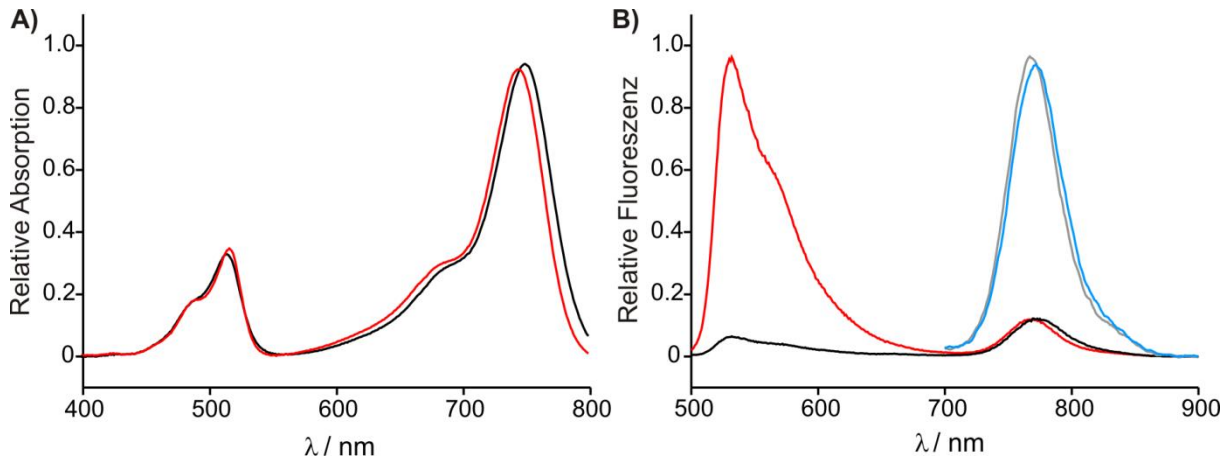 A)
Relative Absorption
1.0
0.8
0.6
0.4
0.2
0
400 500 600 700 800
λ / nm
B)
Relative Fluoreszenz
1.0
0.8
0.6
0.4
0.2
0
500 600 700 800 900
λ / nm